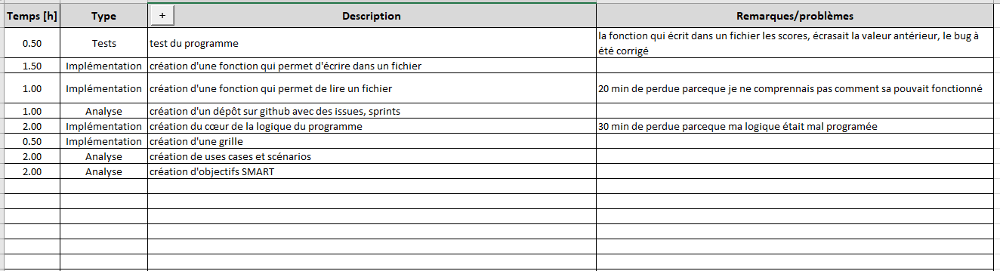 Temps [h] Type + Description Remarques/problèmes
0.50 Tests test du programme la fonction qui écrit dans un fichier les scores, écrasait la valeur antérieur, le bug à
été corrigé
1.50 Implémentation création d'une fonction qui permet d'écrire dans un fichier
1.00 Implémentation création d'une fonction qui permet de lire un fichier 20 min de perdue parceque je ne comprennais pas comment sa pouvait fonctionné
1.00 Analyse création d'un dépôt sur github avec des issues, sprints
2.00 Implémentation création du cœur de la logique du programme 30 min de perdue parceque ma logique était mal programée
0.50 Implémentation création d'une grille
2.00 Analyse création de uses cases et scénarios
2.00 Analyse création d'objectifs SMART